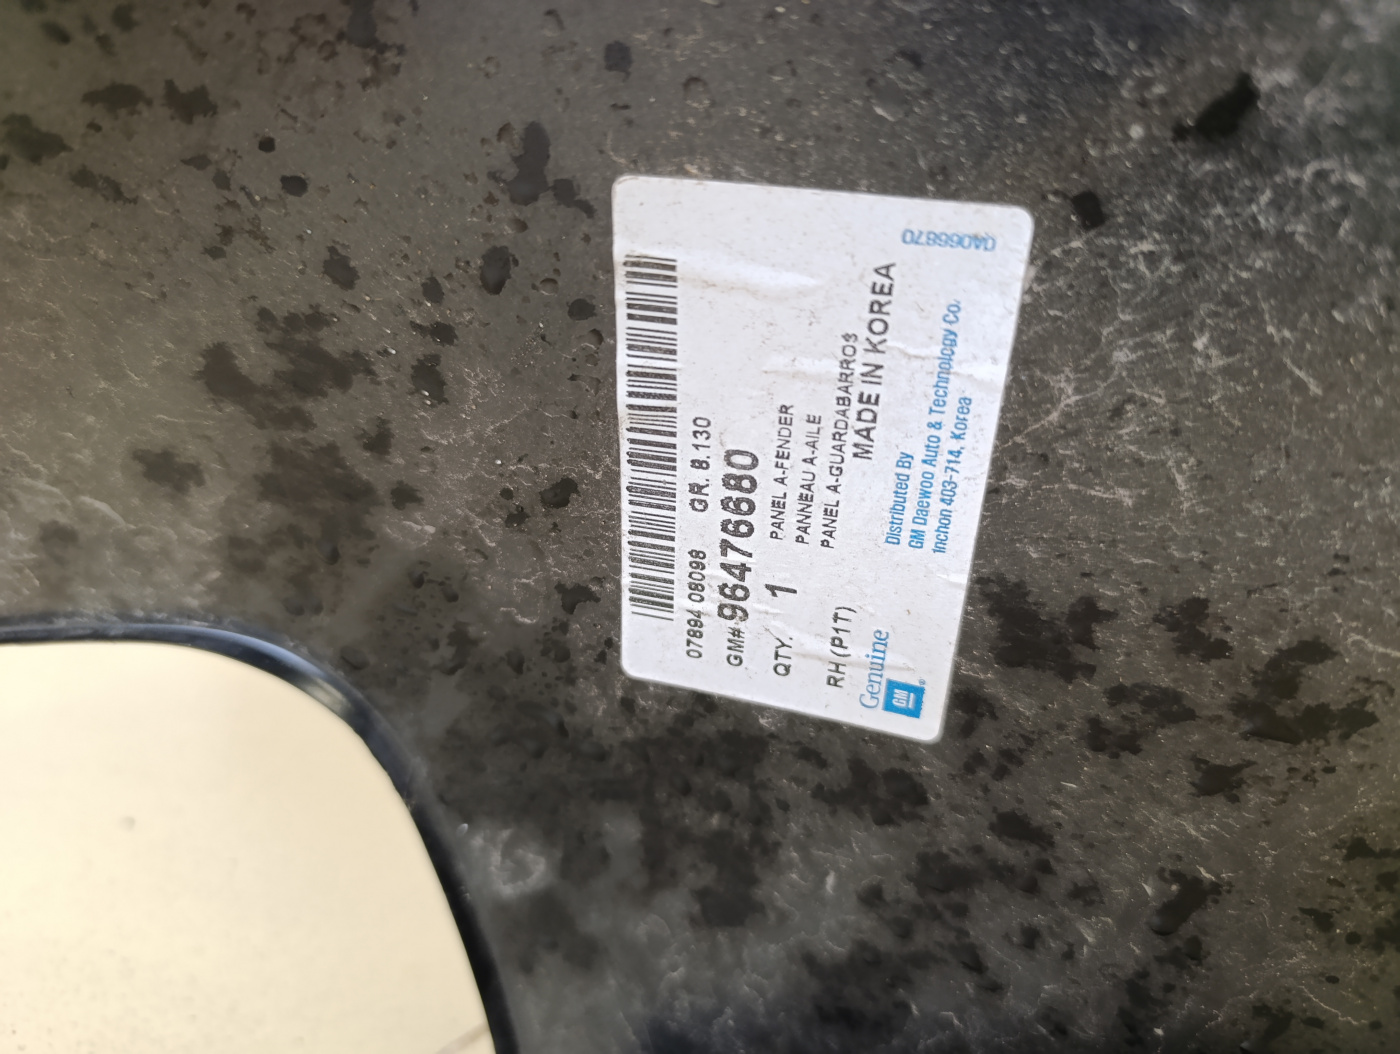 07894 08098 GR. 8.130
GM# 96476680
QTY. 1 PANEL A-FENDER
PANNEAU A-AILE
RH (P1T) PANEL A-GUARDABARROS
MADE IN KOREA
Genuine
GM
Distributed By
GM Daewoo Auto & Technology Co.
Inchon 403-714, Korea
0A066870